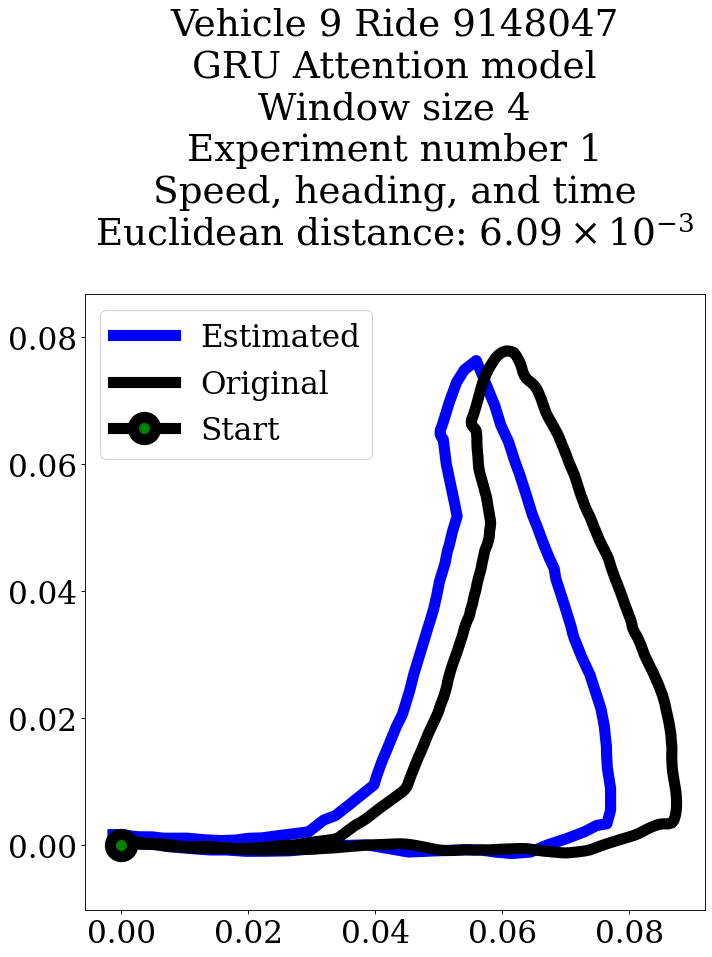 Vehicle 9 Ride 9148047
GRU Attention model
Window size 4
Experiment number 1
Speed, heading, and time
Euclidean distance: 6.09 × 10⁻³
Estimated
Original
Start
0.08
0.06
0.04
0.02
0.00
0.00 0.02 0.04 0.06 0.08